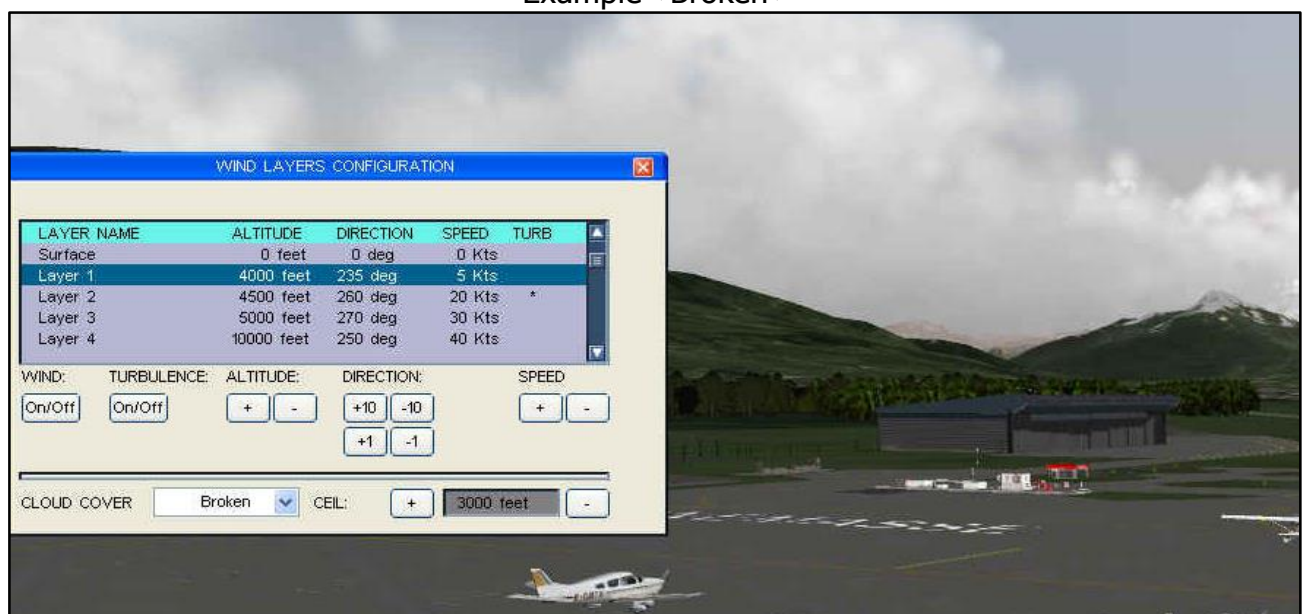 WIND LAYERS CONFIGURATION
LAYER NAME ALTITUDE DIRECTION SPEED TURB
Surface 0 feet 0 deg 0 Kts
Layer 1 4000 feet 235 deg 5 Kts
Layer 2 4500 feet 260 deg 20 Kts *
Layer 3 5000 feet 270 deg 30 Kts
Layer 4 10000 feet 250 deg 40 Kts
WIND: TURBULENCE: ALTITUDE: DIRECTION: SPEED
On/Off On/Off + - +10 -10 + -
+1 -1
CLOUD COVER Broken CEIL: + 3000 feet -